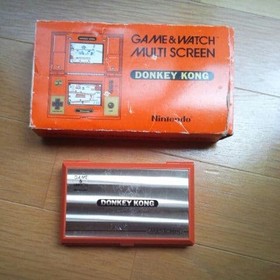 GAME&WATCH
MULTI SCREEN
DONKEY KONG
Nintendo
DONKEY KONG